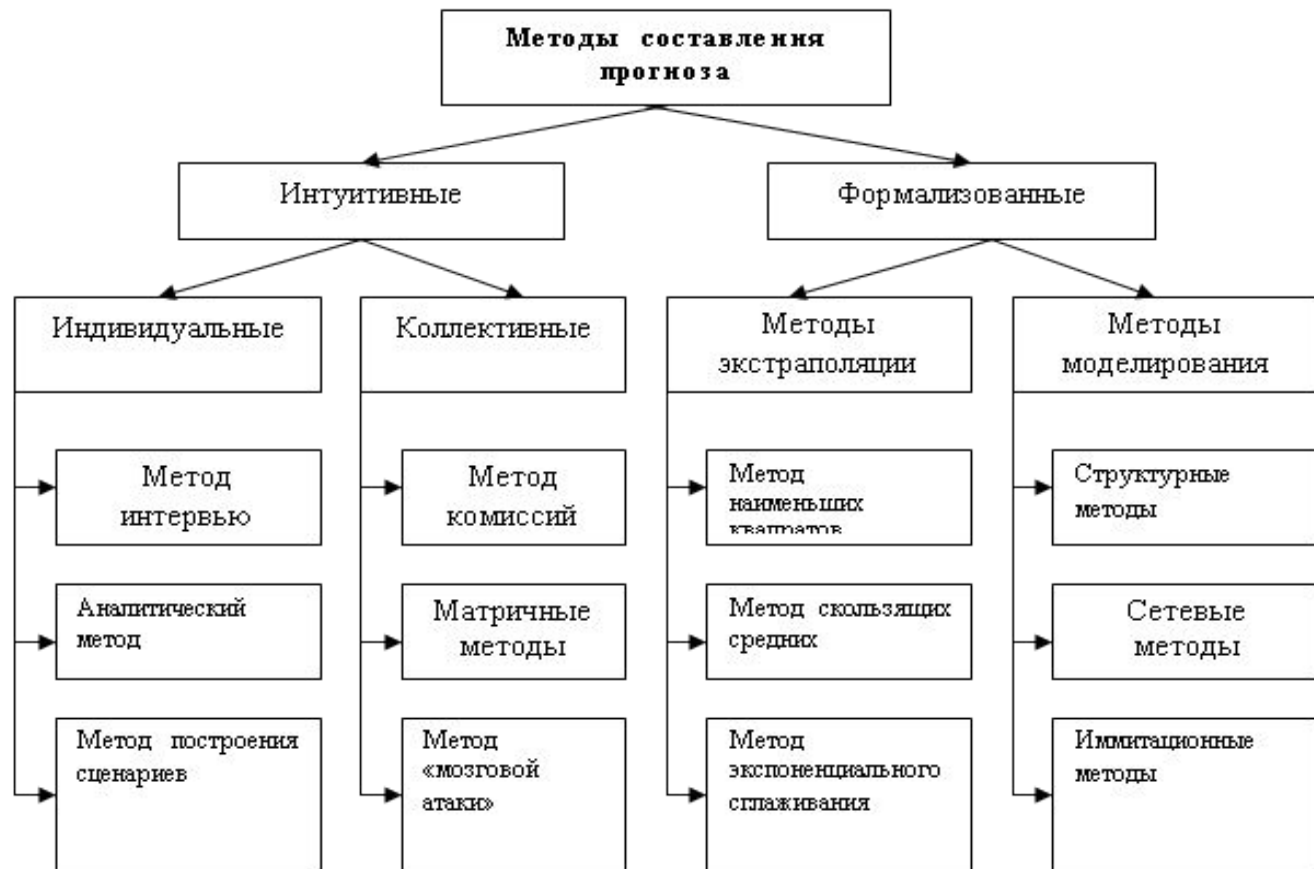 Методы составления
прогноза
Интуитивные
Формализованные
Индивидуальные
Коллективные
Методы
экстраполяции
Методы
моделирования
Метод
интервью
Метод
комиссий
Метод
наименьших
квадратов
Структурные
методы
Аналитический
метод
Матричные
методы
Метод скользящих
средних
Сетевые
методы
Метод построения
сценариев
Метод
«мозговой
атаки»
Метод
экспоненциального
сглаживания
Иммитационные
методы